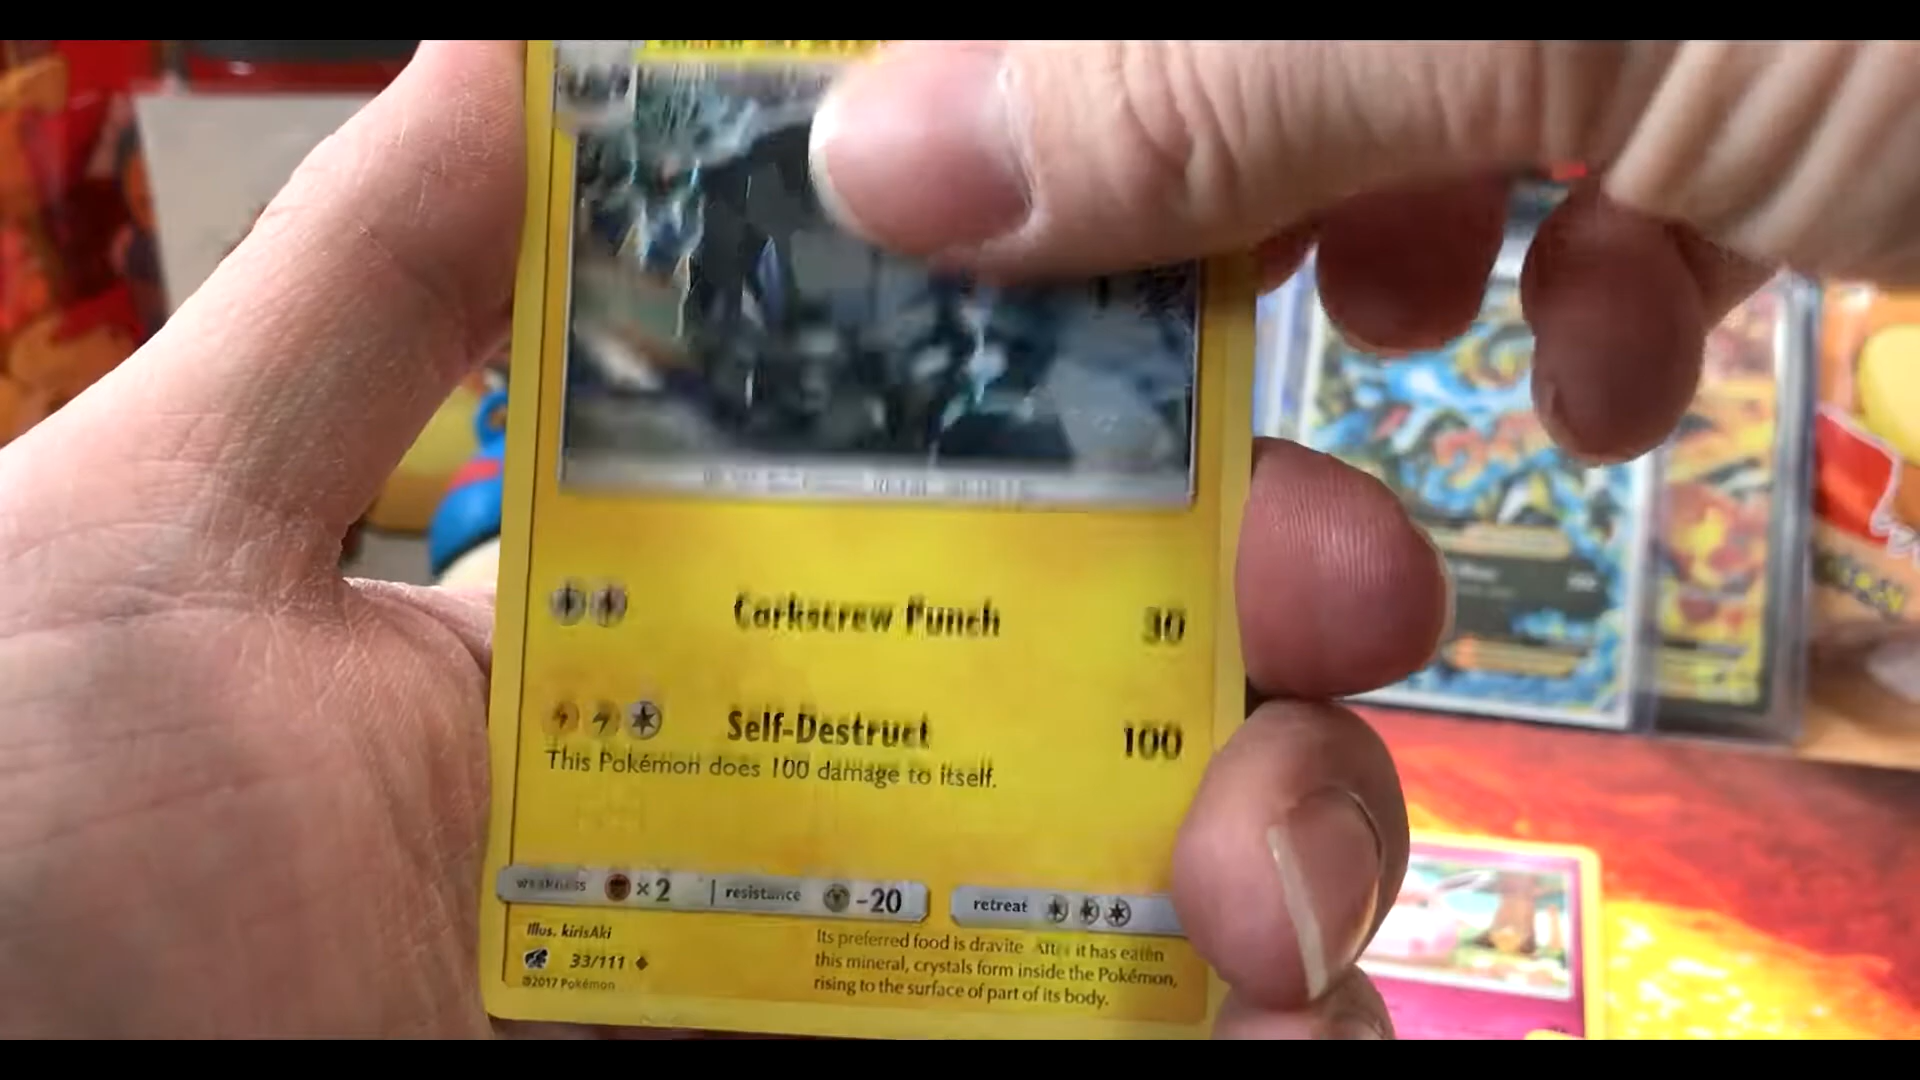 Corkscrew Punch 30
Self-Destruct 100
This Pokémon does 100 damage to itself.
weakness ×2 resistance -20 retreat
Illus. kirisAki
33/111
©2017 Pokémon
Its preferred food is dravite. After it has eaten
this mineral, crystals form inside the Pokémon,
rising to the surface of part of its body.